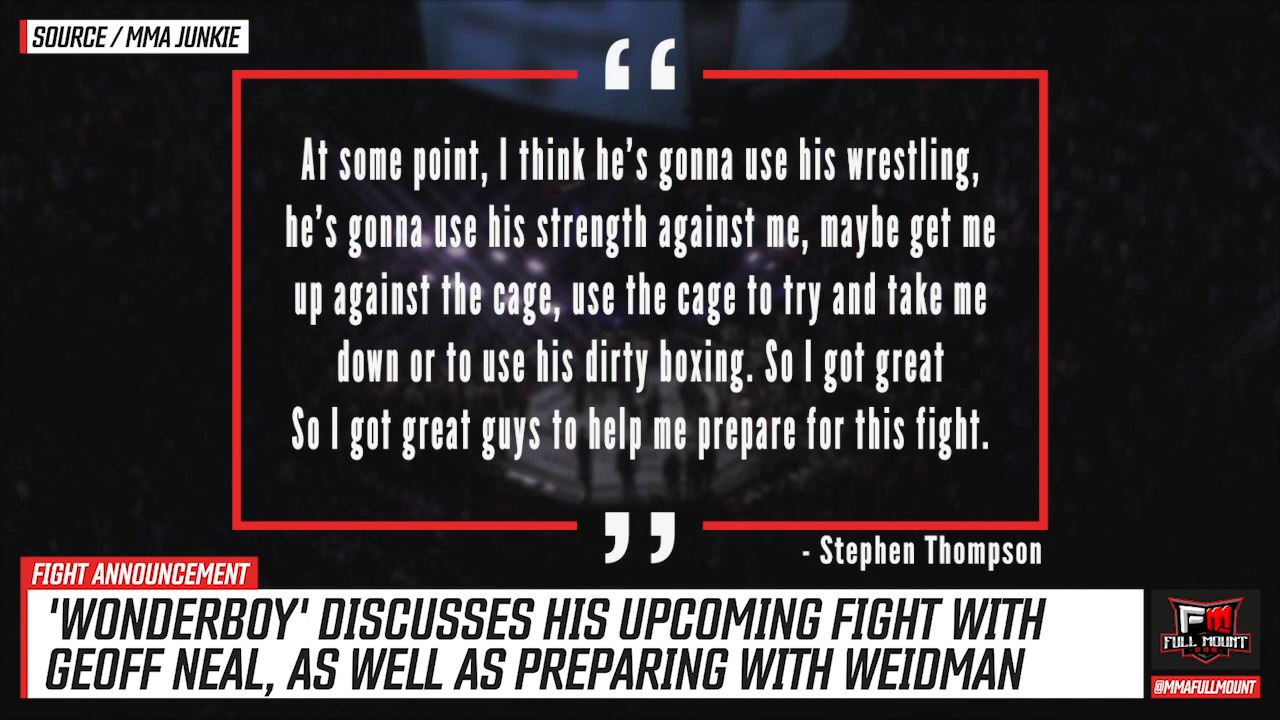 SOURCE / MMA JUNKIE
“
At some point, I think he’s gonna use his wrestling,
he’s gonna use his strength against me, maybe get me
up against the cage, use the cage to try and take me
down or to use his dirty boxing. So I got great
So I got great guys to help me prepare for this fight.
”
- Stephen Thompson
FIGHT ANNOUNCEMENT
'WONDERBOY' DISCUSSES HIS UPCOMING FIGHT WITH
GEOFF NEAL, AS WELL AS PREPARING WITH WEIDMAN
FM
FULL MOUNT
MMA
@MMAFULLMOUNT